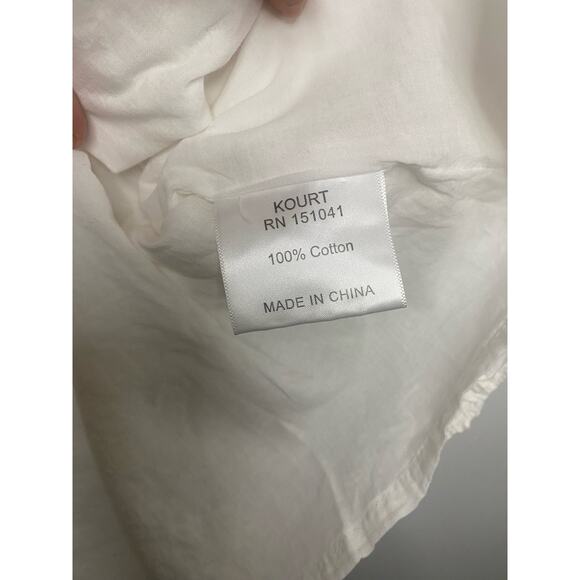 KOURT
RN 151041
100% Cotton
MADE IN CHINA